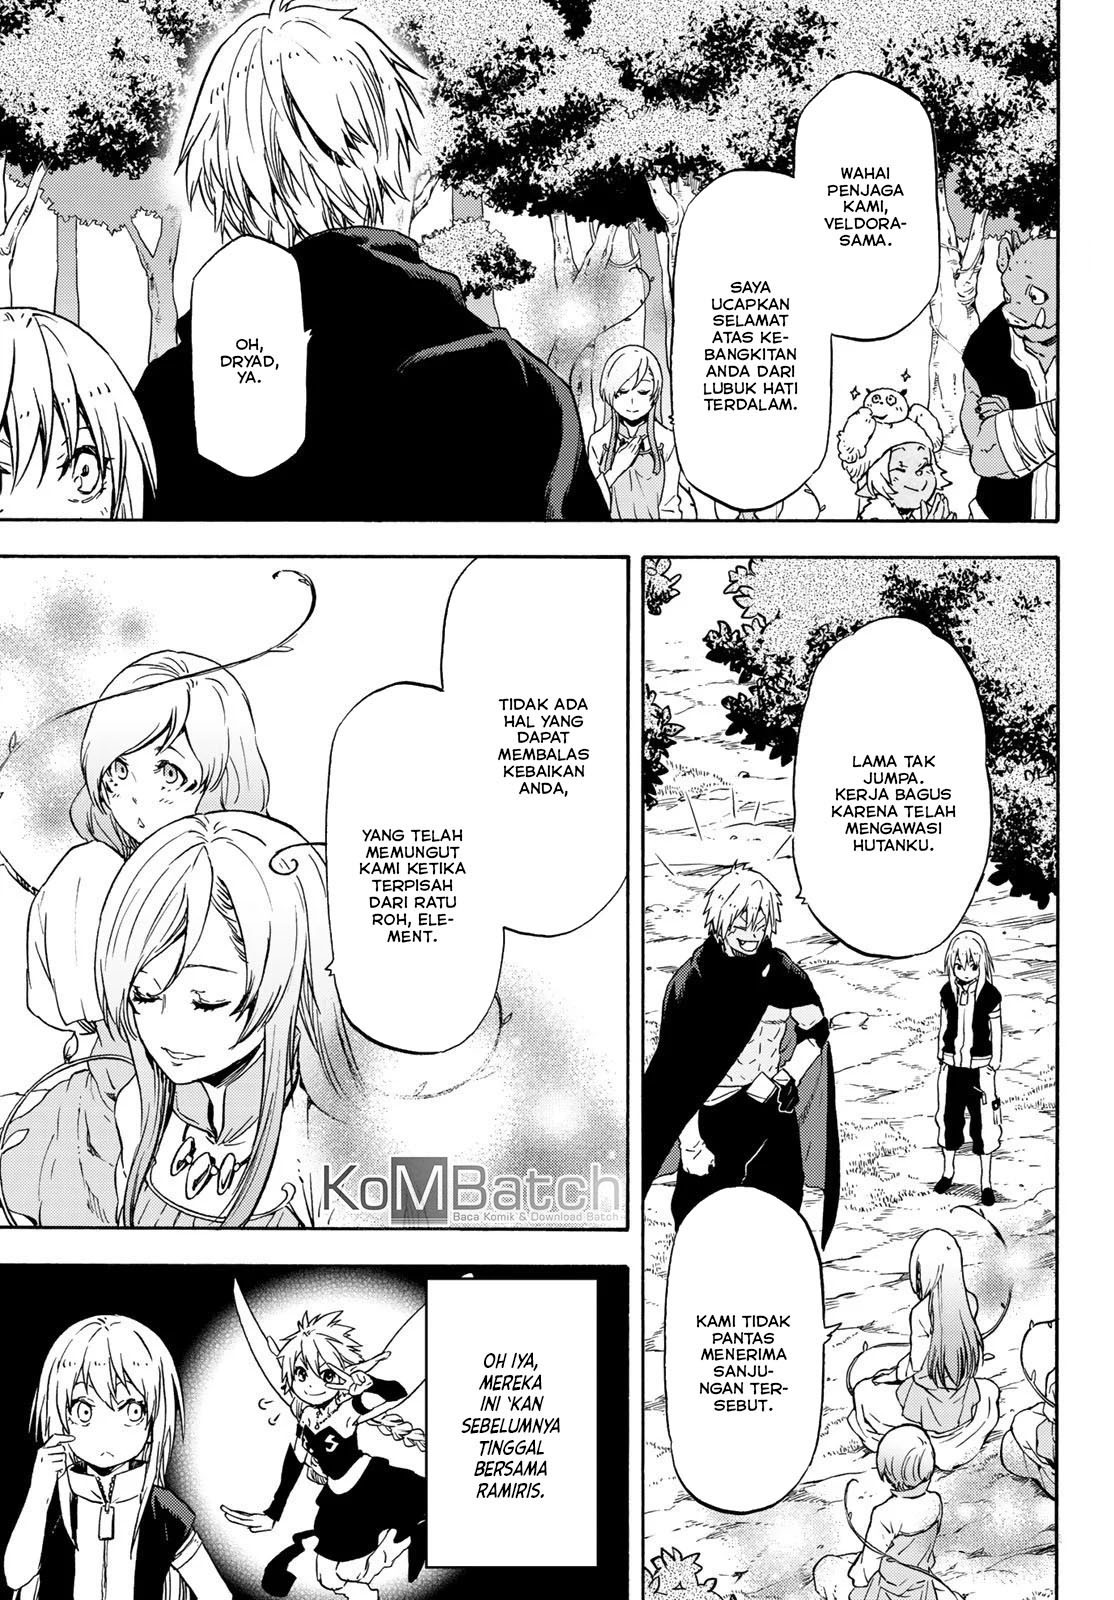 WAHAI
PENJAGA
KAMI,
VELDORA-
SAMA.
SAYA
UCAPKAN
SELAMAT
ATAS KE-
BANGKITAN
ANDA DARI
LUBUK HATI
TERDALAM.
OH,
DRYAD,
YA.
LAMA TAK
JUMPA.
KERJA BAGUS
KARENA TELAH
MENGAWASI
HUTANKU.
KAMI TIDAK
PANTAS
MENERIMA
SANJU-
NGAN TER-
SEBUT.
TIDAK ADA
HAL YANG
DAPAT
MEMBALAS
KEBAIKAN
ANDA,
YANG TELAH
MEMUNGUT
KAMI KETIKA
TERPISAH
DARI RATU
ROH, ELE-
MENT.
KoMBatch
Baca Komik & Download Batch
OH IYA,
MEREKA
INI 'KAN
SEBELUMNYA
TINGGAL
BERSAMA
RAMIRIS.